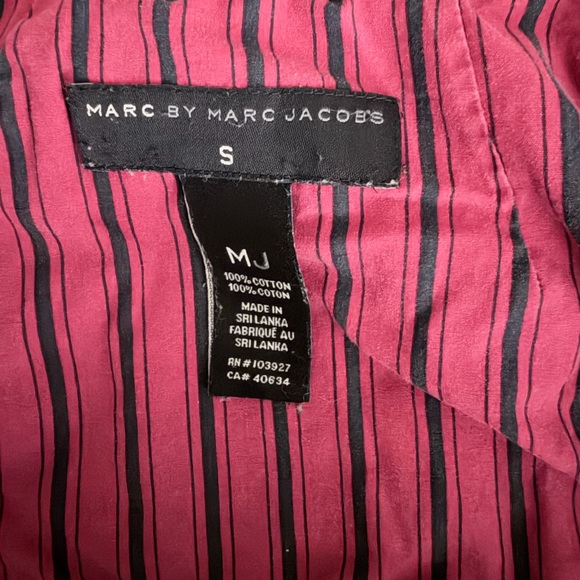 MARC BY MARC JACOBS
S
MJ
100% COTTON
100% COTON
MADE IN
SRI LANKA
FABRIQUÉ AU
SRI LANKA
RN # 103927
CA# 40634